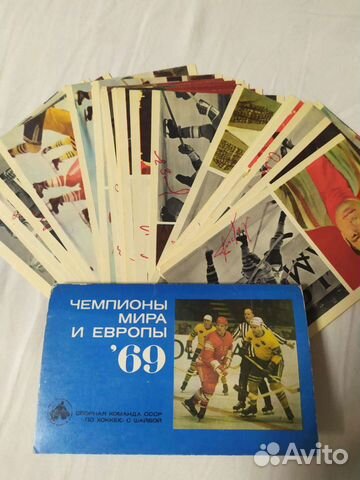 ЧЕМПИОНЫ
МИРА
И ЕВРОПЫ
'69
СБОРНАЯ КОМАНДА СССР
ПО ХОККЕЮ С ШАЙБОЙ
Avito